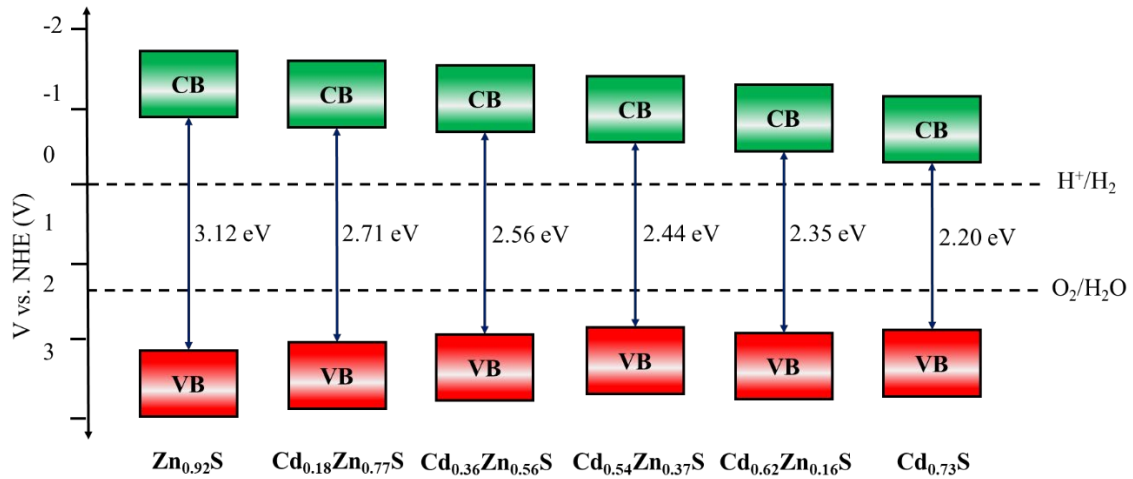 -2
-1
0
1
2
3
V vs. NHE (V)
CB CB CB CB CB CB
H⁺/H₂
3.12 eV 2.71 eV 2.56 eV 2.44 eV 2.35 eV 2.20 eV
O₂/H₂O
VB VB VB VB VB VB
Zn₀.₉₂S Cd₀.₁₈Zn₀.₇₇S Cd₀.₃₆Zn₀.₅₆S Cd₀.₅₄Zn₀.₃₇S Cd₀.₆₂Zn₀.₁₆S Cd₀.₇₃S